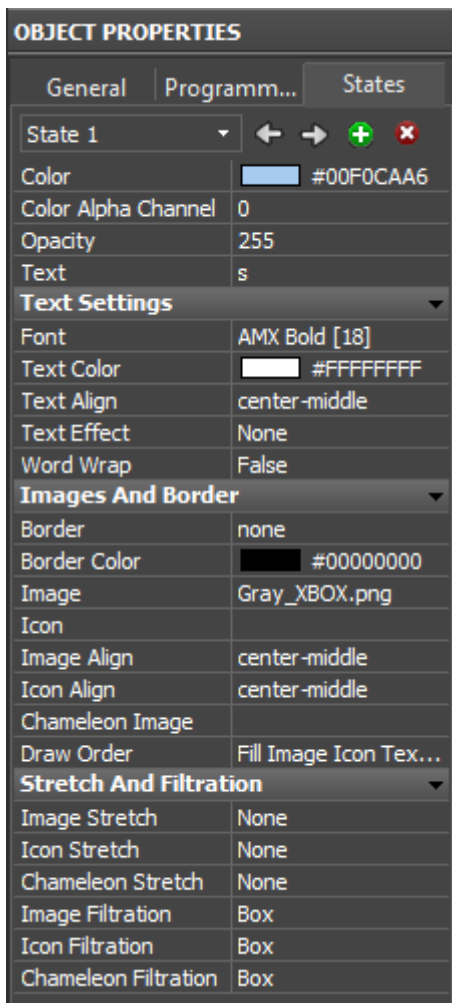 OBJECT PROPERTIES
General Programm... States
State 1
Color #00F0CAA6
Color Alpha Channel 0
Opacity 255
Text s
Text Settings
Font AMX Bold [18]
Text Color #FFFFFFFF
Text Align center-middle
Text Effect None
Word Wrap False
Images And Border
Border none
Border Color #00000000
Image Gray_XBOX.png
Icon
Image Align center-middle
Icon Align center-middle
Chameleon Image
Draw Order Fill Image Icon Tex...
Stretch And Filtration
Image Stretch None
Icon Stretch None
Chameleon Stretch None
Image Filtration Box
Icon Filtration Box
Chameleon Filtration Box